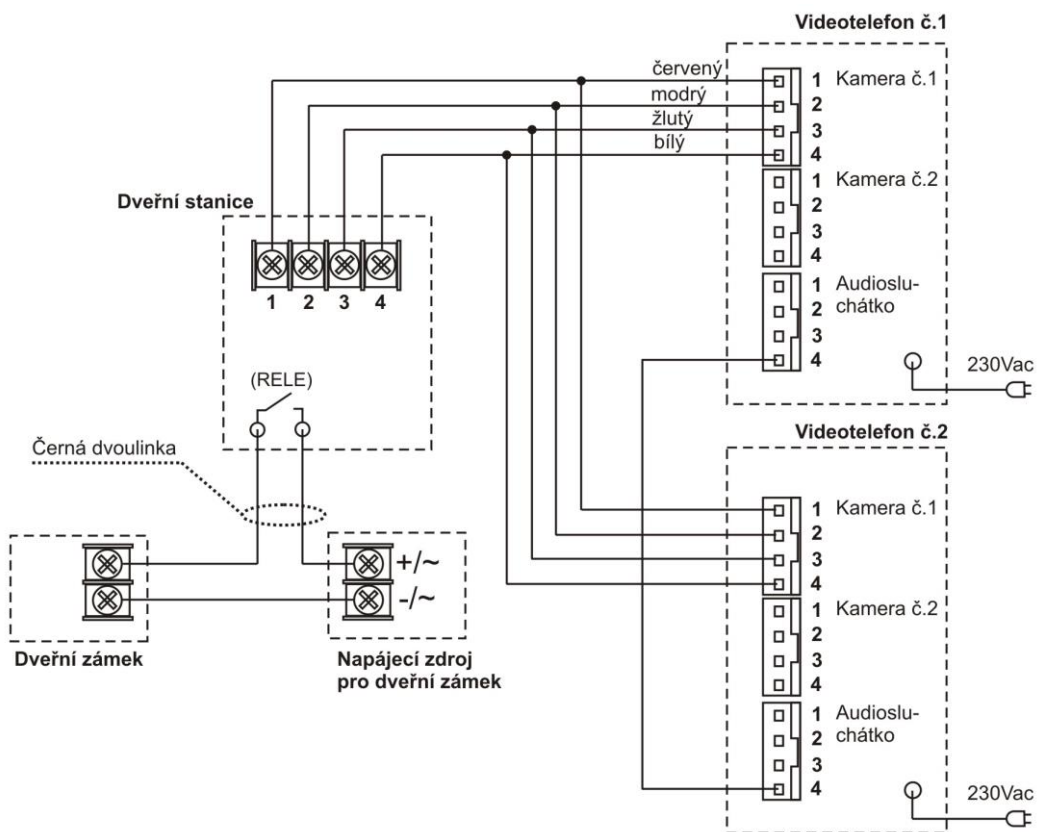 Videotelefon č.1
červený
modrý
žlutý
bílý
1 Kamera č.1
2
3
4
1 Kamera č.2
2
3
4
1 Audioslu-
2 chátko
3
4
230Vac
Dveřní stanice
1 2 3 4
(RELE)
Černá dvoulinka
+/~
-/~
Dveřní zámek
Napájecí zdroj
pro dveřní zámek
Videotelefon č.2
1 Kamera č.1
2
3
4
1 Kamera č.2
2
3
4
1 Audioslu-
2 chátko
3
4
230Vac